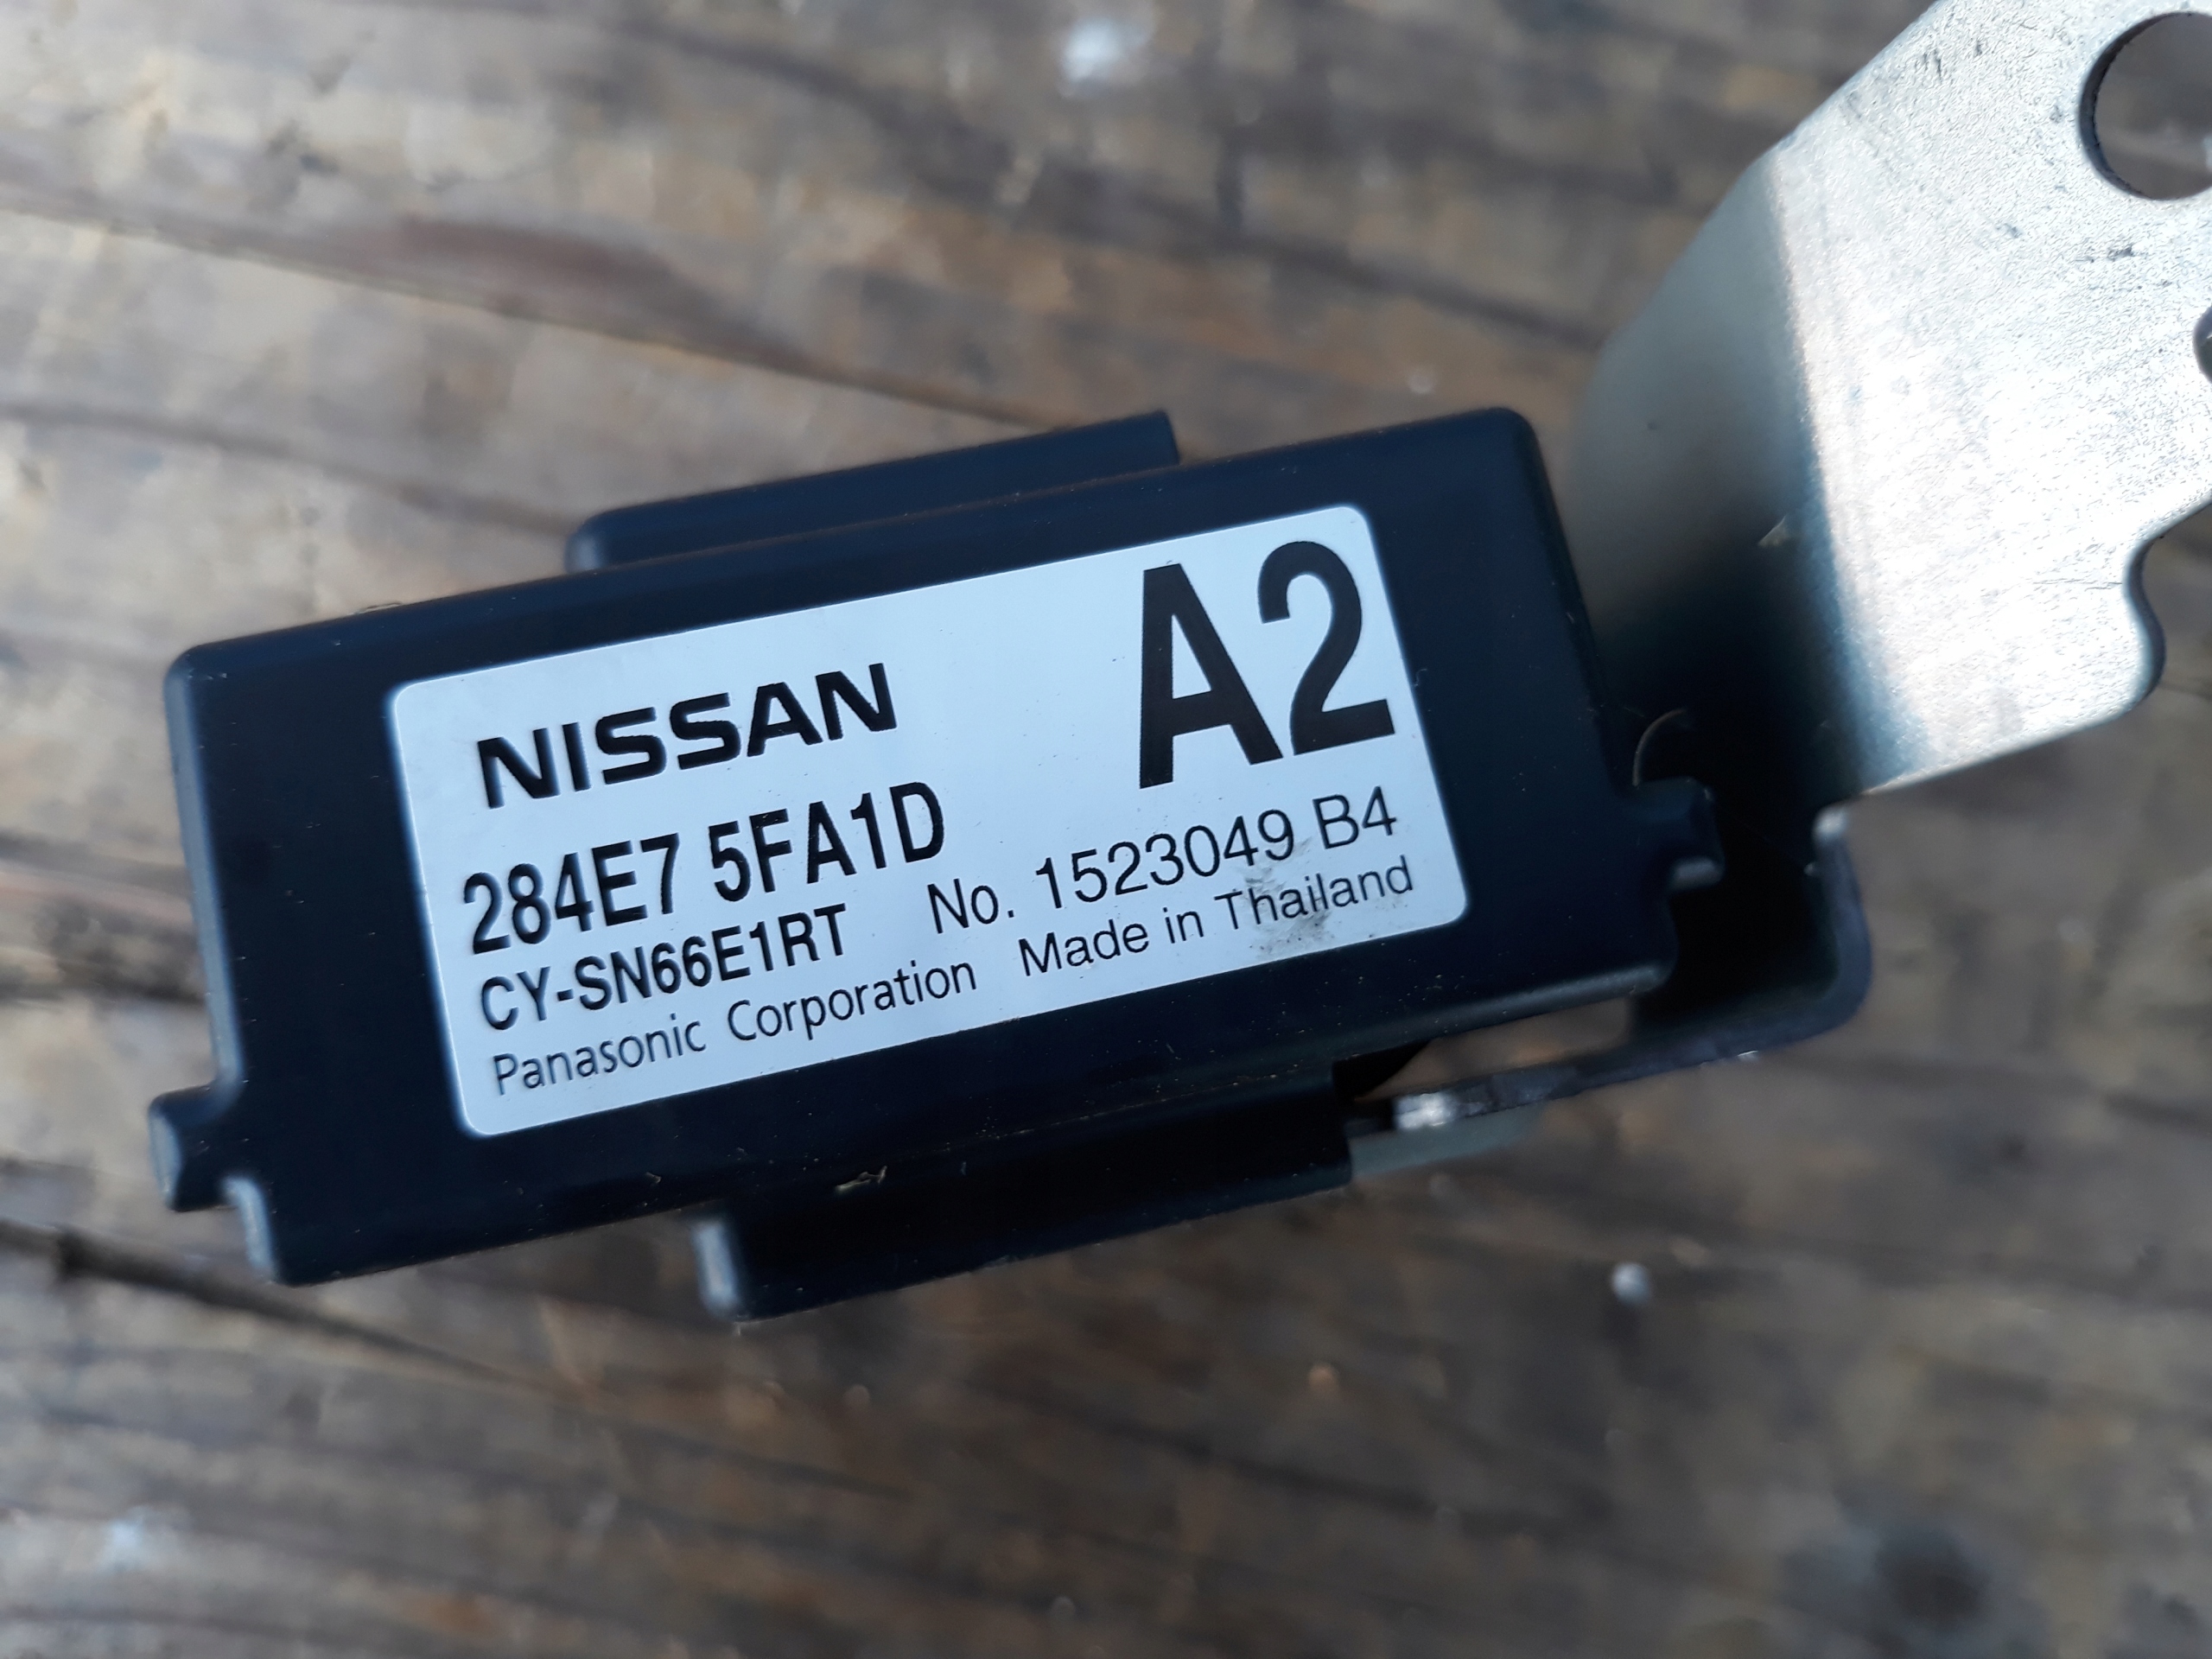 NISSAN A2
284E7 5FA1D
CY-SN66E1RT No. 1523049 B4
Panasonic Corporation Made in Thailand